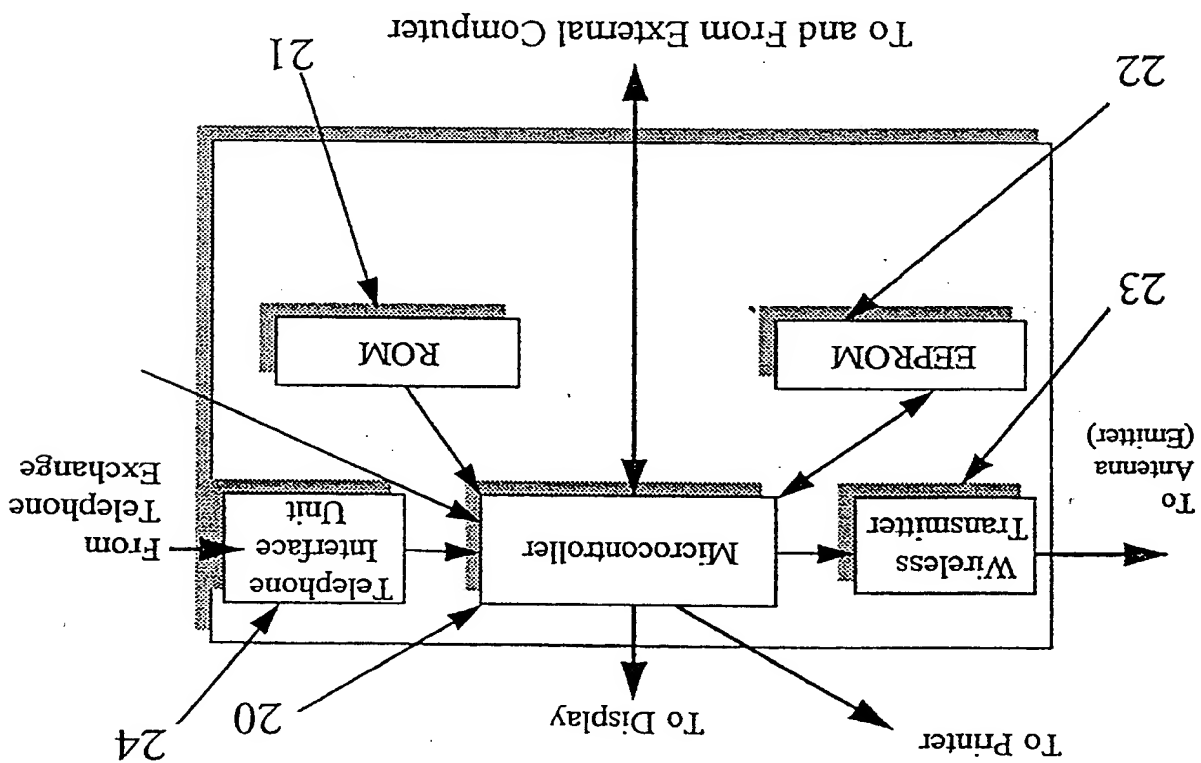 To Printer
To Display
20
24
To
Antenna
(Emitter)
Wireless
Transmitter
Microcontroller
Telephone
Interface
Unit
From
Telephone
Exchange
EEPROM
ROM
23
22
21
To and From External Computer